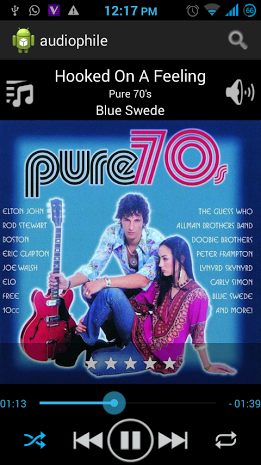 12:17 PM
66
audiophile
Hooked On A Feeling
Pure 70's
Blue Swede
pure70s
ELTON JOHN
ROD STEWART
BOSTON
ERIC CLAPTON
JOE WALSH
ELO
FREE
10cc
THE GUESS WHO
ALLMAN BROTHERS BAND
DOOBIE BROTHERS
PETER FRAMPTON
LYNYRD SKYNYRD
CARLY SIMON
BLUE SWEDE
AND MORE!
01:13
- 01:39